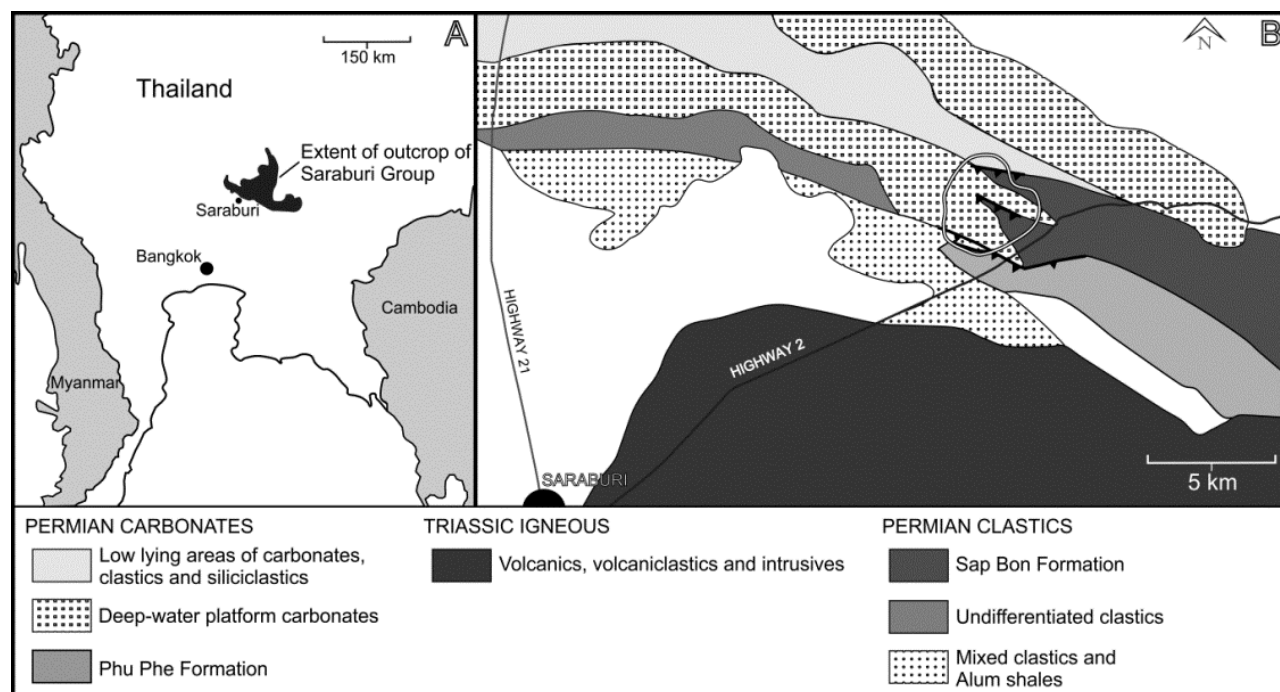 A
150 km
Thailand
Extent of outcrop of
Saraburi Group
Saraburi
Bangkok
Cambodia
Myanmar
B
N
HIGHWAY 21
HIGHWAY 2
SARABURI
5 km
PERMIAN CARBONATES
Low lying areas of carbonates,
clastics and siliciclastics
Deep-water platform carbonates
Phu Phe Formation
TRIASSIC IGNEOUS
Volcanics, volcaniclastics and intrusives
PERMIAN CLASTICS
Sap Bon Formation
Undifferentiated clastics
Mixed clastics and
Alum shales